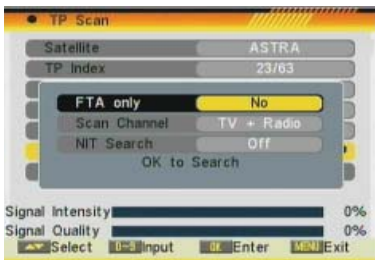 TP Scan
Satellite ASTRA
TP Index 23/63
FTA only No
Scan Channel TV + Radio
NIT Search Off
OK to Search
Signal Intensity 0%
Signal Quality 0%
Select 0~9 Input OK Enter MENU Exit